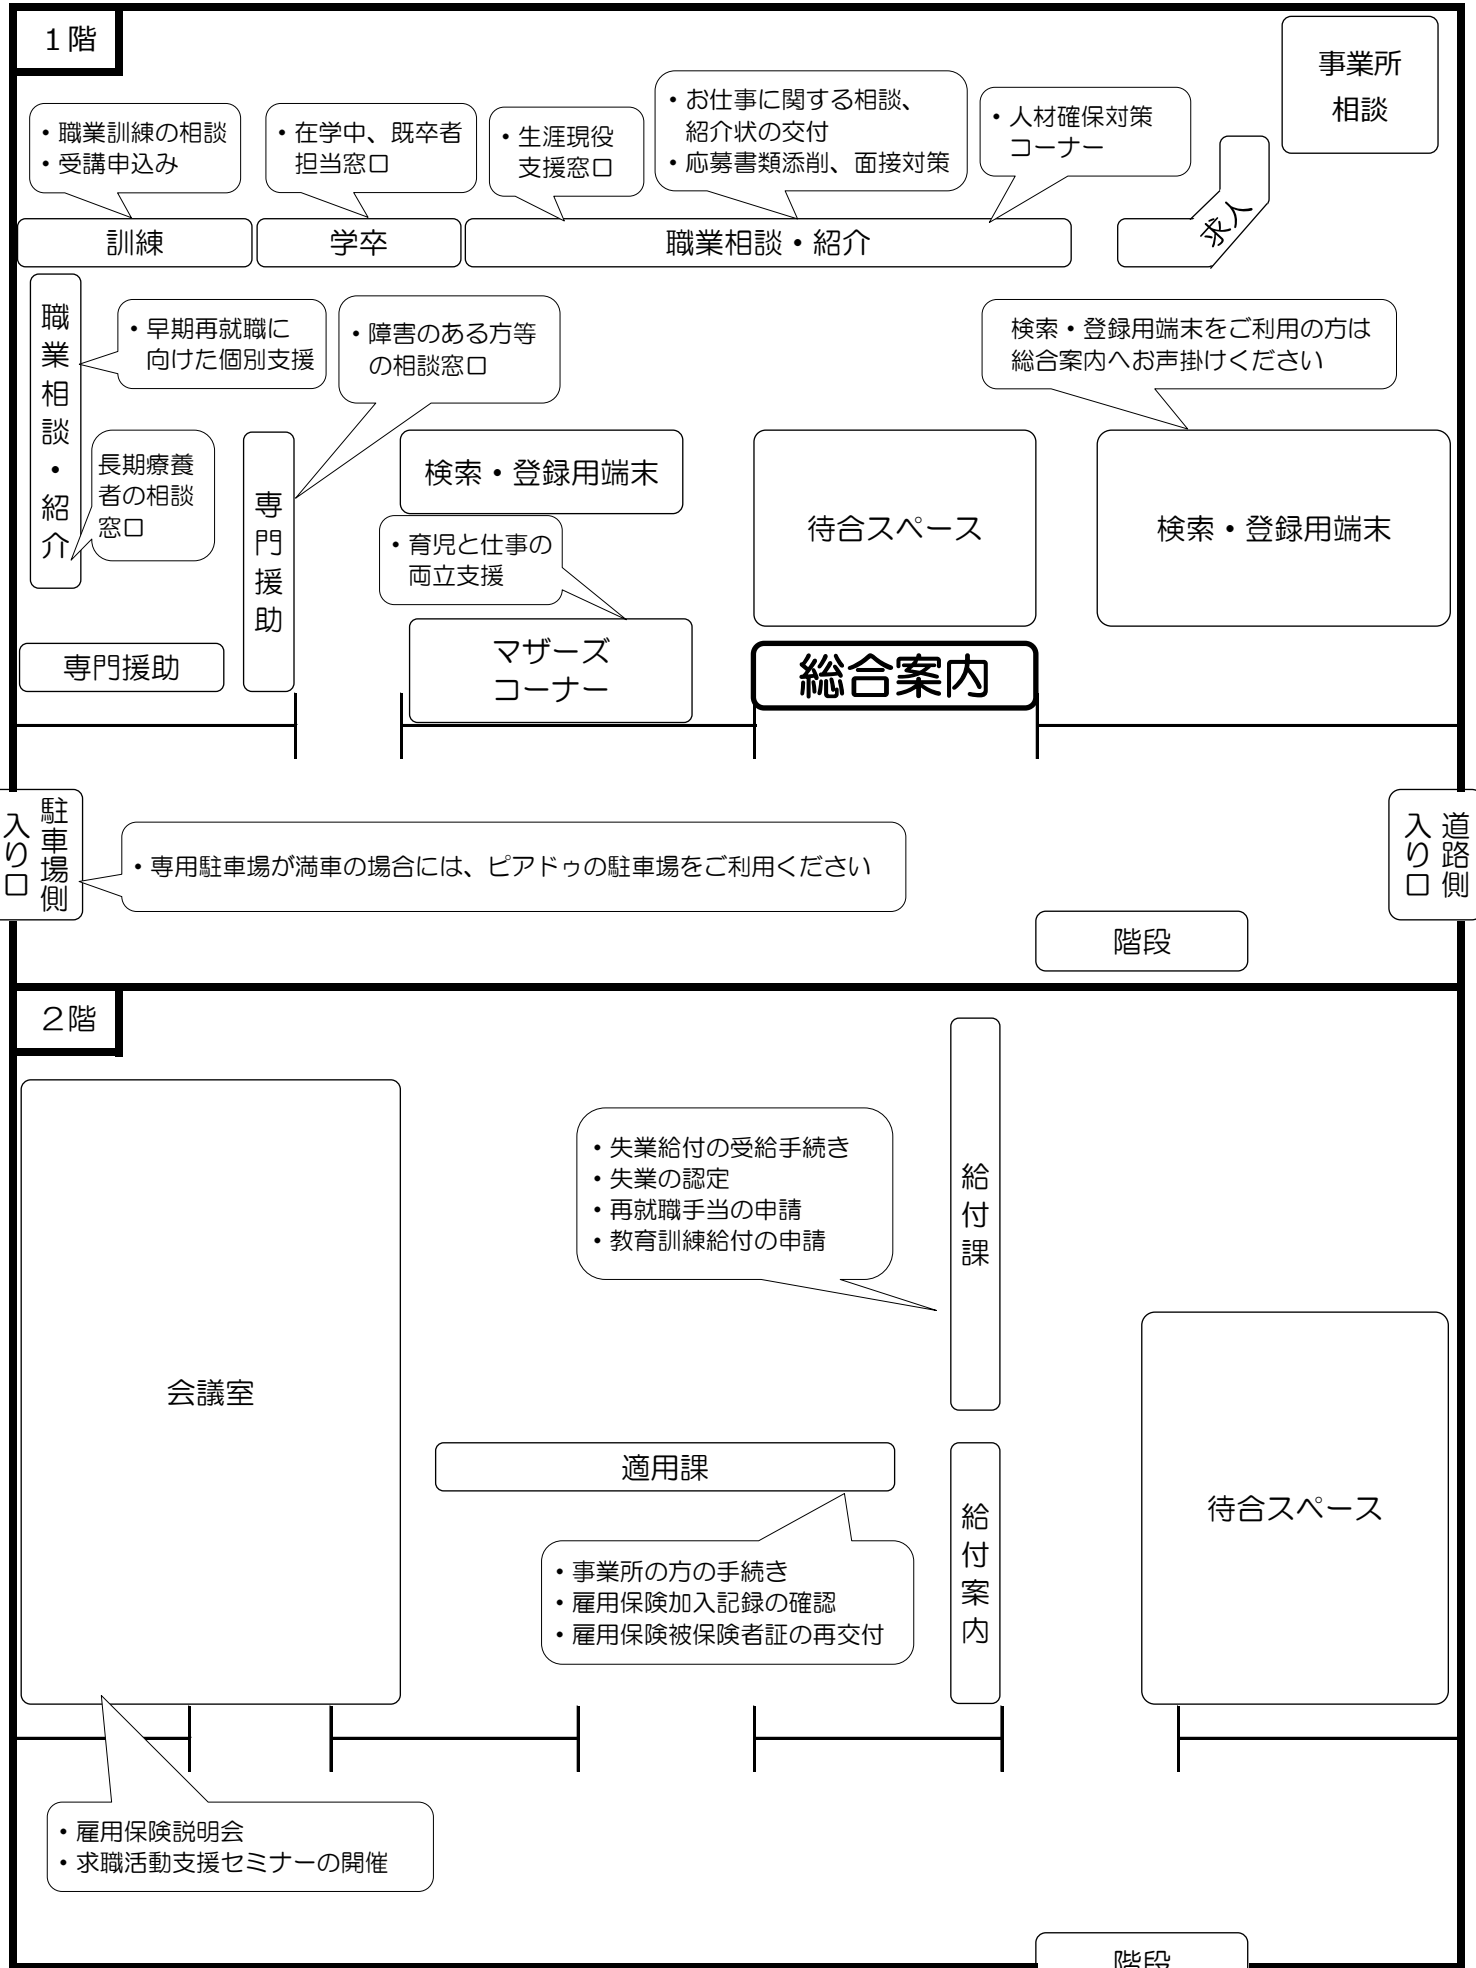 １階
事業所
相談
・職業訓練の相談
・受講申込み
・在学中、既卒者
担当窓口
・生涯現役
支援窓口
・お仕事に関する相談、
紹介状の交付
・応募書類添削、面接対策
・人材確保対策
コーナー
訓練
学卒
職業相談・紹介
求人
職業相談・紹介
・早期再就職に
向けた個別支援
・障害のある方等
の相談窓口
検索・登録用端末をご利用の方は
総合案内へお声掛けください
長期療養
者の相談
窓口
専門援助
検索・登録用端末
待合スペース
検索・登録用端末
・育児と仕事の
両立支援
専門援助
マザーズ
コーナー
総合案内
駐車場側
入り口
・専用駐車場が満車の場合には、ピアドゥの駐車場をご利用ください
道路側
入り口
階段
２階
会議室
・失業給付の受給手続き
・失業の認定
・再就職手当の申請
・教育訓練給付の申請
給付課
適用課
給付案内
待合スペース
・事業所の方の手続き
・雇用保険加入記録の確認
・雇用保険被保険者証の再交付
・雇用保険説明会
・求職活動支援セミナーの開催
階段